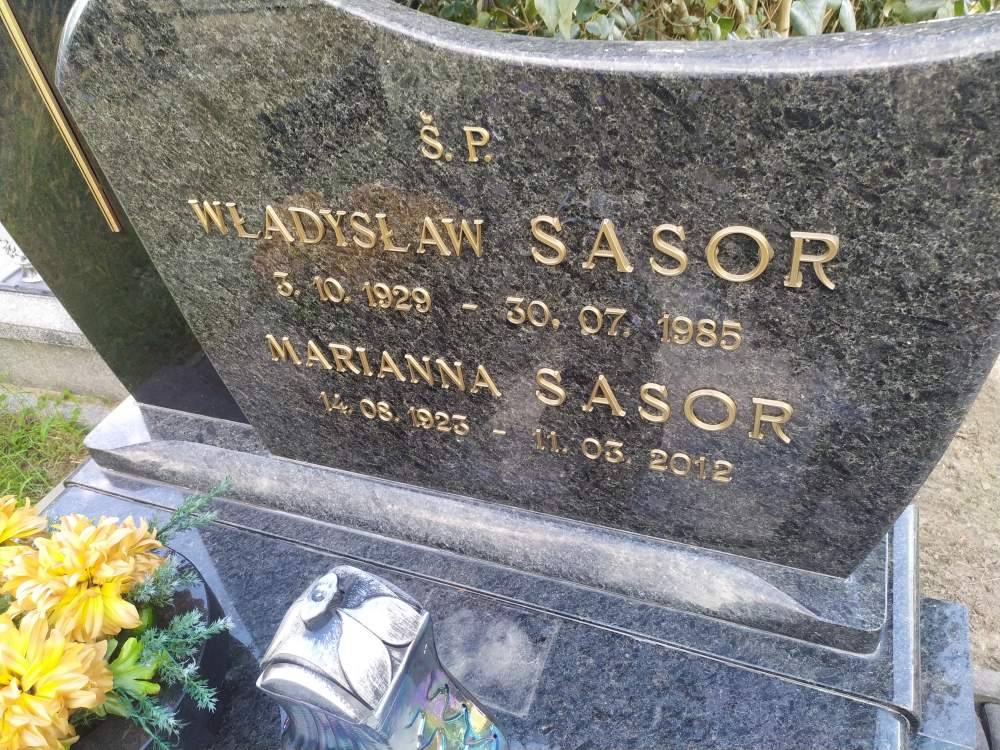 Š. P.
WŁADYSŁAW SASOR
3. 10. 1929 - 30. 07. 1985
MARIANNA SASOR
14. 08. 1923 - 11. 03. 2012